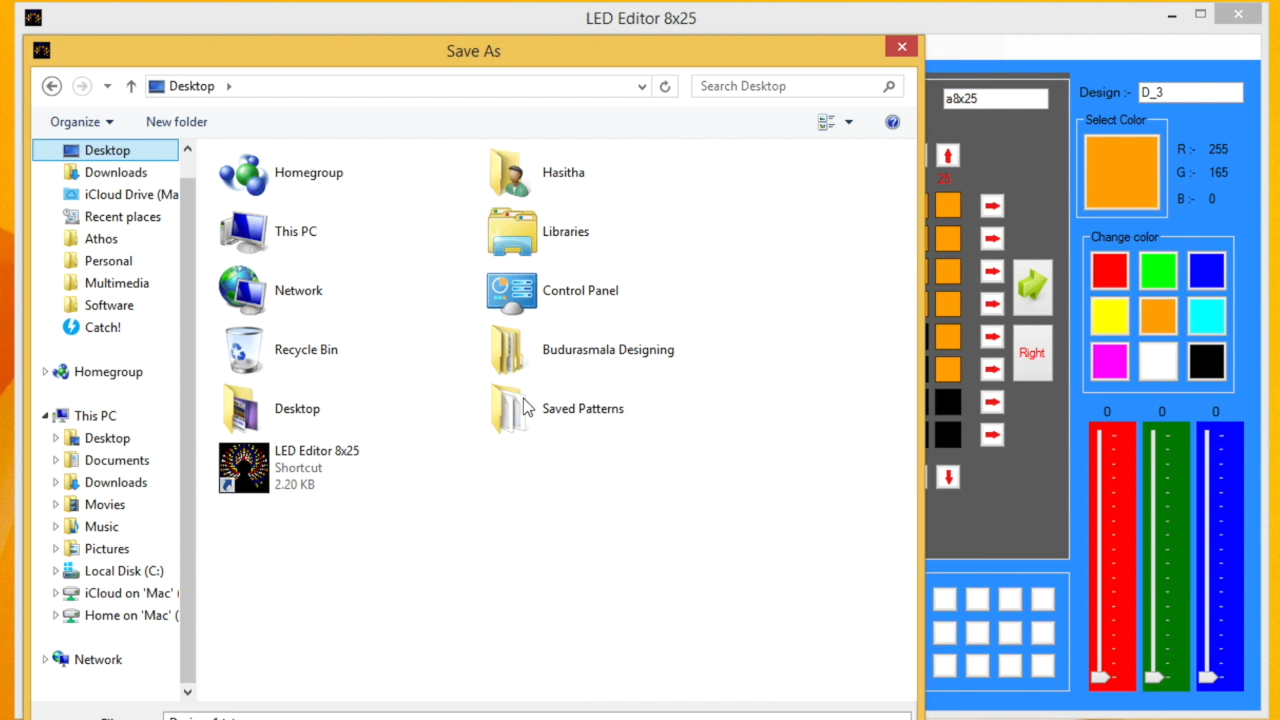 LED Editor 8x25
Save As
Desktop
Search Desktop
Organize
New folder
Desktop
Downloads
iCloud Drive (Ma
Recent places
Athos
Personal
Multimedia
Software
Catch!
Homegroup
This PC
Desktop
Documents
Downloads
Movies
Music
Pictures
Local Disk (C:)
iCloud on 'Mac' (
Home on 'Mac' (
Network
Homegroup
Hasitha
This PC
Libraries
Network
Control Panel
Recycle Bin
Budurasmala Designing
Desktop
Saved Patterns
LED Editor 8x25
Shortcut
2.20 KB
a8x25
25
Right
Design :- D_3
Select Color
R :- 255
G :- 165
B :- 0
Change color
0 0 0